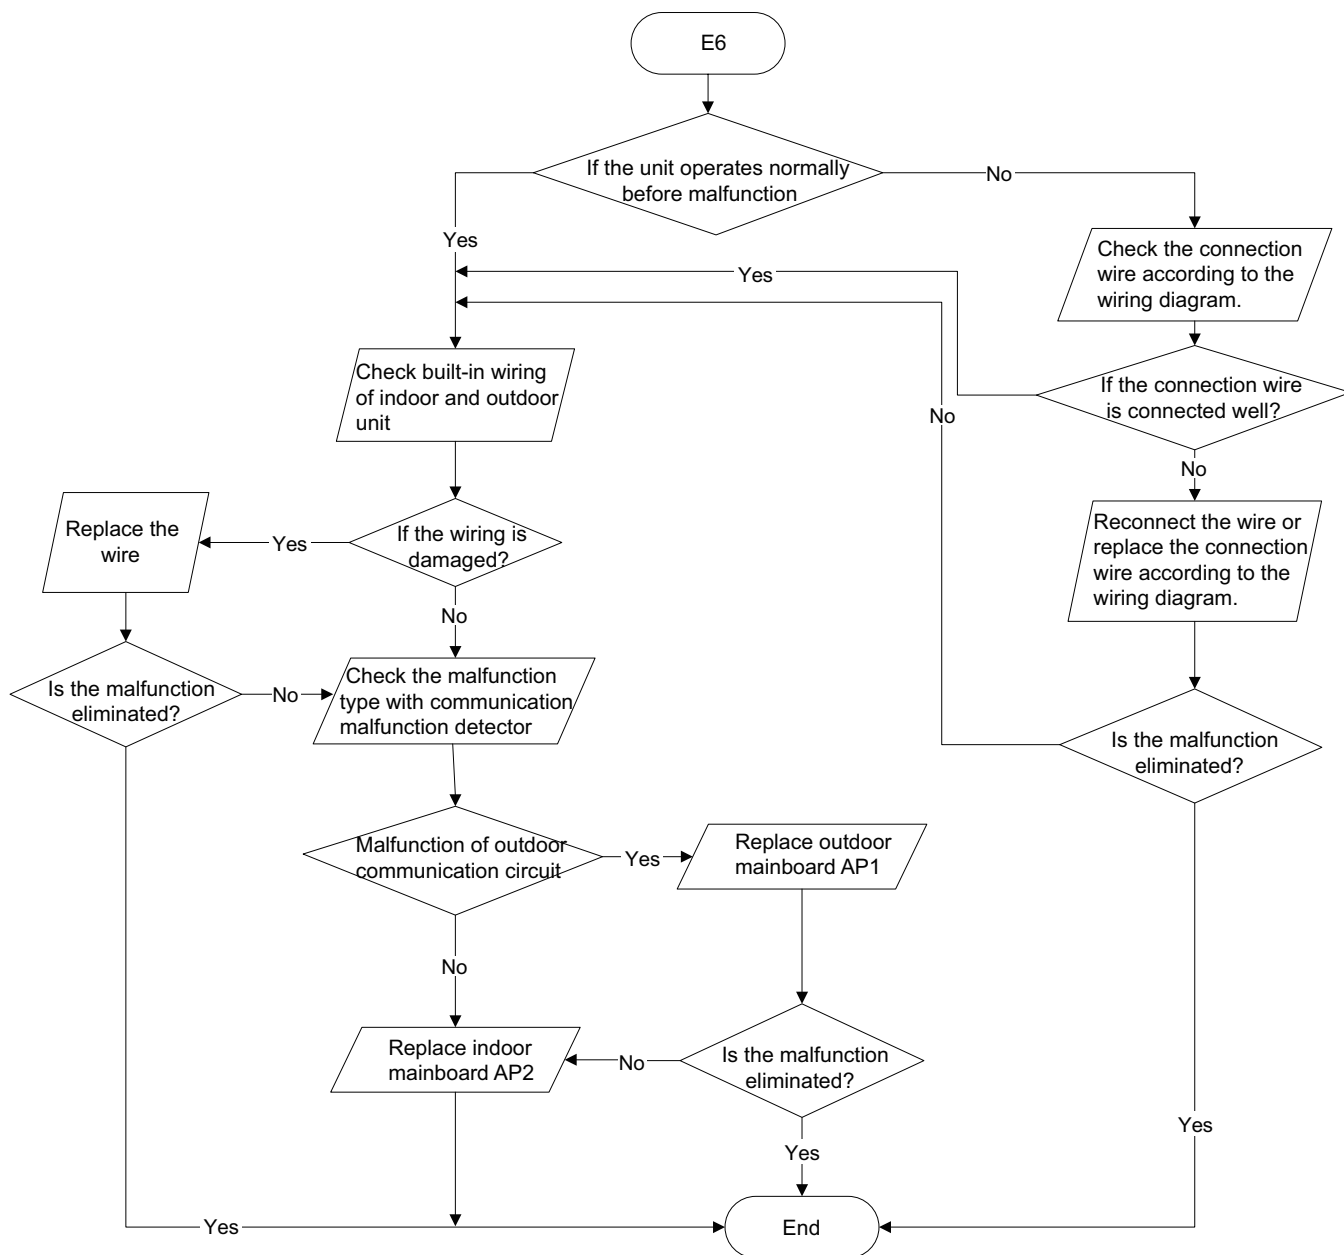 E6
If the unit operates normally
before malfunction
No
Yes
Check the connection
wire according to the
wiring diagram.
Yes
Check built-in wiring
of indoor and outdoor
unit
If the connection wire
is connected well?
No
No
Replace the
wire
Yes
If the wiring is
damaged?
Reconnect the wire or
replace the connection
wire according to the
wiring diagram.
No
Is the malfunction
eliminated?
No
Check the malfunction
type with communication
malfunction detector
Is the malfunction
eliminated?
Malfunction of outdoor
communication circuit
Yes
Replace outdoor
mainboard AP1
No
Replace indoor
mainboard AP2
No
Is the malfunction
eliminated?
Yes
Yes
Yes
End